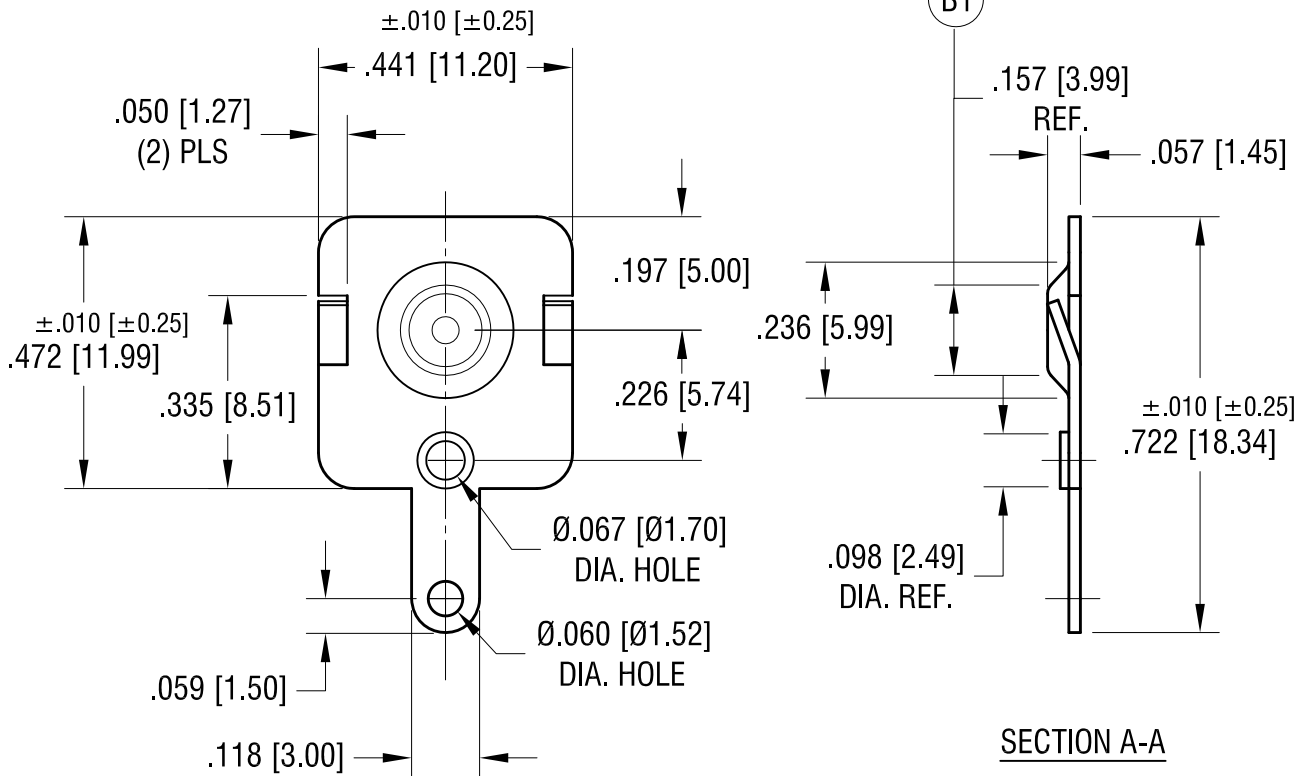 ±.010 [±0.25]
.441 [11.20]
.050 [1.27]
(2) PLS
B1
.157 [3.99]
REF.
.057 [1.45]
.197 [5.00]
±.010 [±0.25]
.472 [11.99]
.335 [8.51]
.226 [5.74]
.236 [5.99]
±.010 [±0.25]
.722 [18.34]
Ø.067 [Ø1.70]
DIA. HOLE
.098 [2.49]
DIA. REF.
Ø.060 [Ø1.52]
DIA. HOLE
.059 [1.50]
.118 [3.00]
SECTION A-A